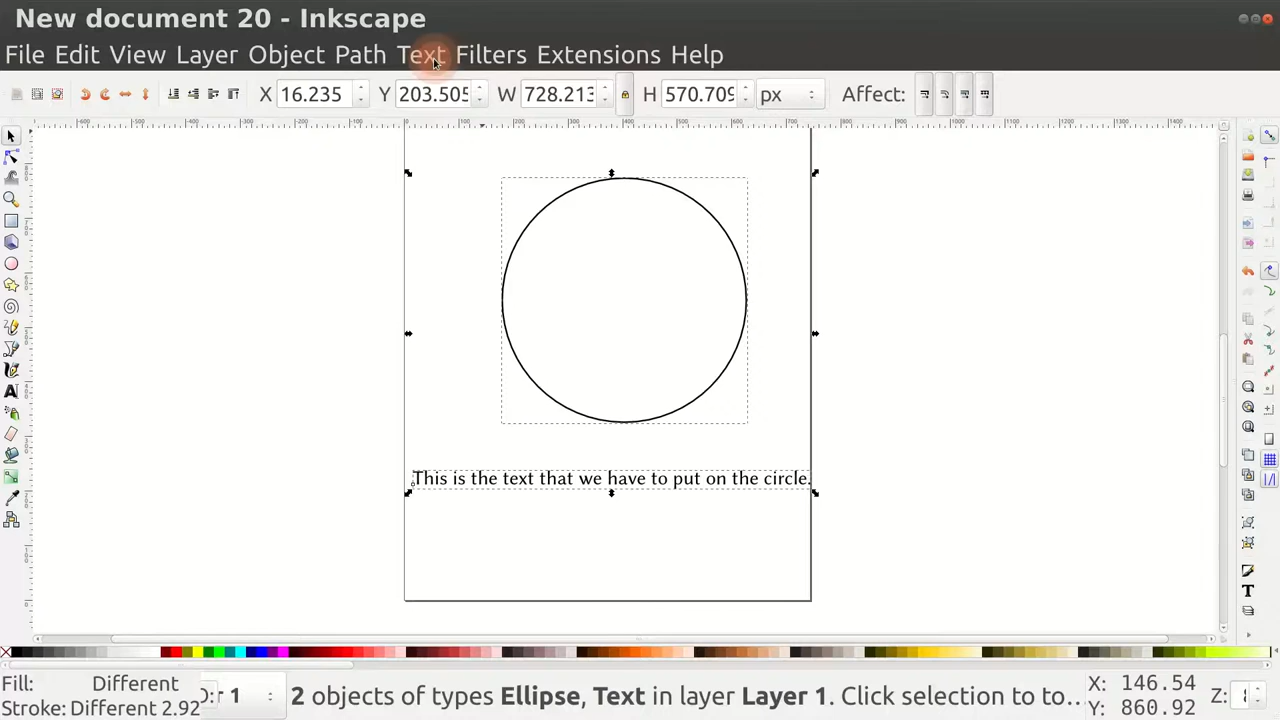 New document 20 - Inkscape
File Edit View Layer Object Path Text Filters Extensions Help
X 16.235 Y 203.505 W 728.213 H 570.709 px Affect:
This is the text that we have to put on the circle.
Fill: Different
Stroke: Different 2.92
r 1
2 objects of types Ellipse, Text in layer Layer 1. Click selection to to...
X: 146.54
Y: 860.92
Z: